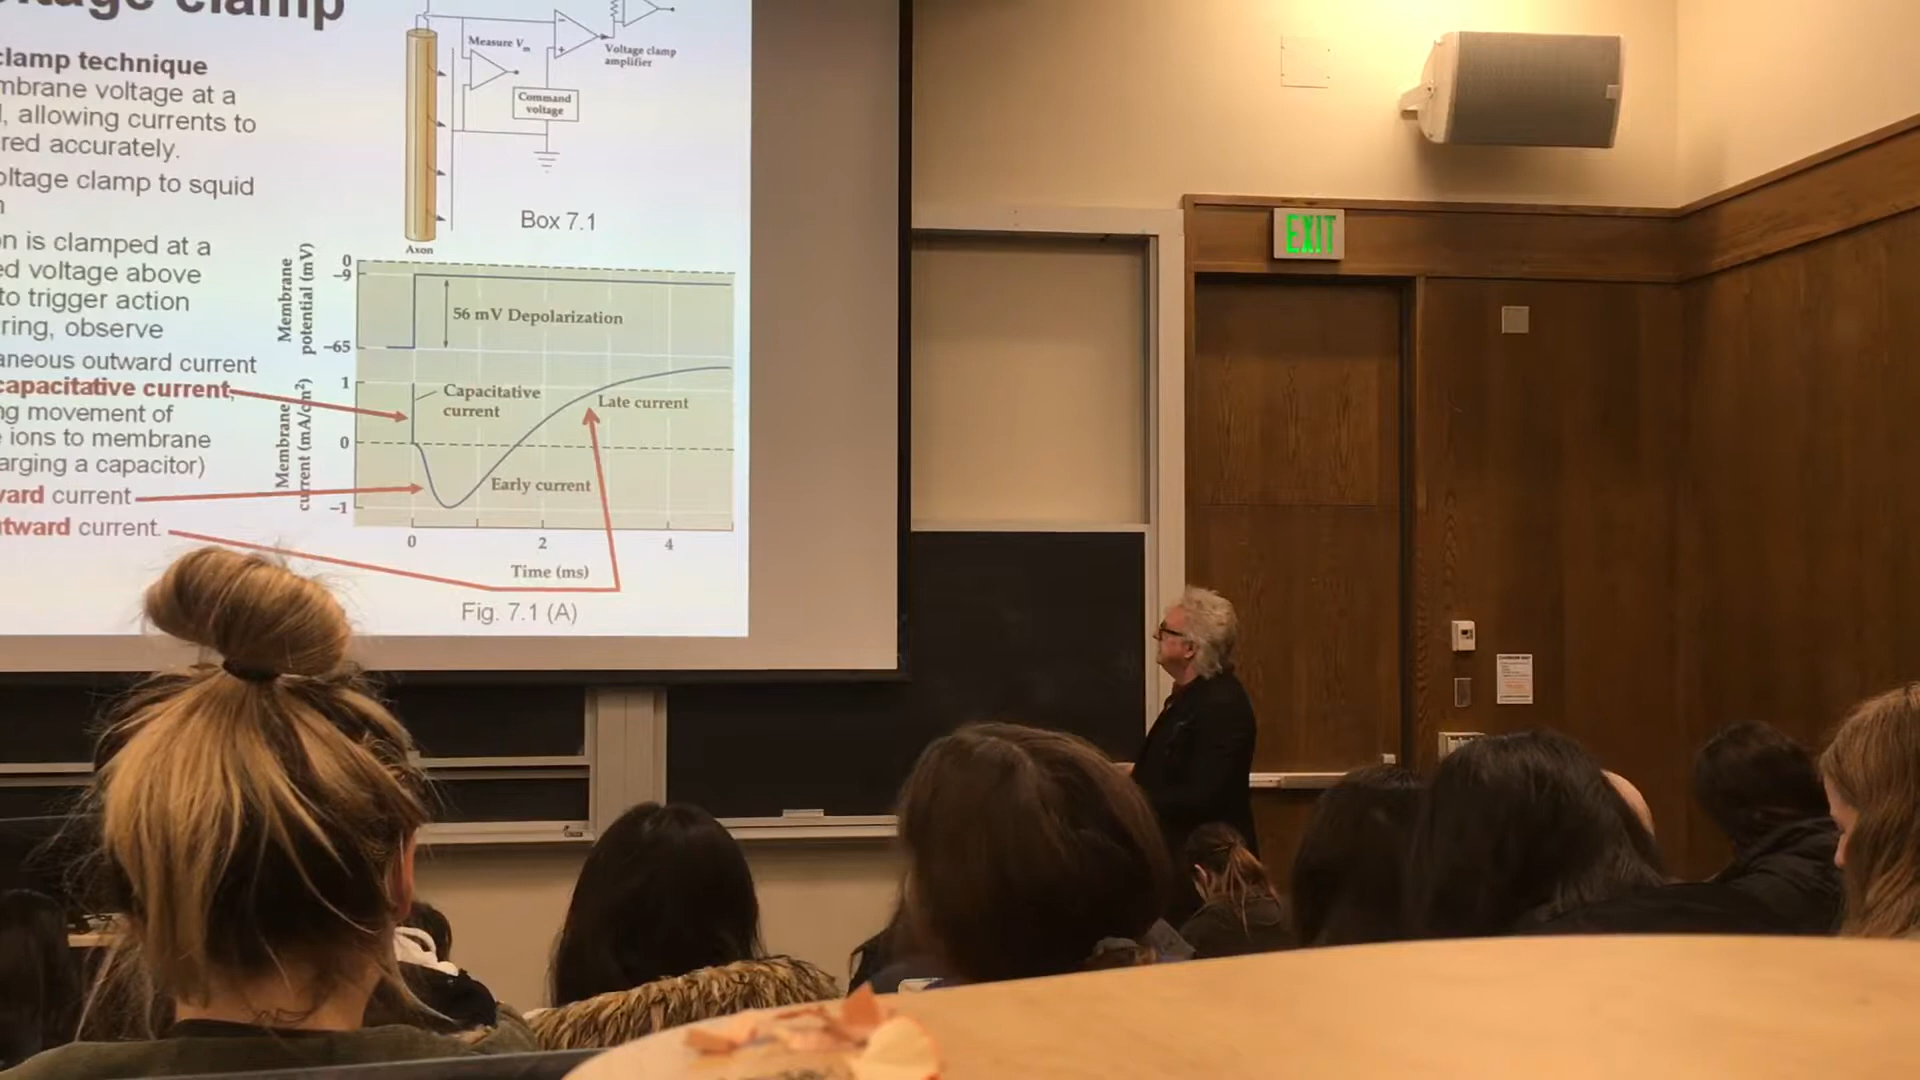 clamp
clamp technique
mbrane voltage at a
, allowing currents to
red accurately.
oltage clamp to squid
n is clamped at a
ed voltage above
to trigger action
ring, observe
aneous outward current
capacitative current,
ng movement of
ions to membrane
arging a capacitor)
ward current
tward current.
Measure Vm
Voltage clamp
amplifier
Command
voltage
Axon
Box 7.1
Membrane
potential (mV)
0
–9
–65
56 mV Depolarization
Membrane
current (mA/cm²)
1
0
–1
Capacitative
current
Late current
Early current
0 2 4
Time (ms)
Fig. 7.1 (A)
EXIT